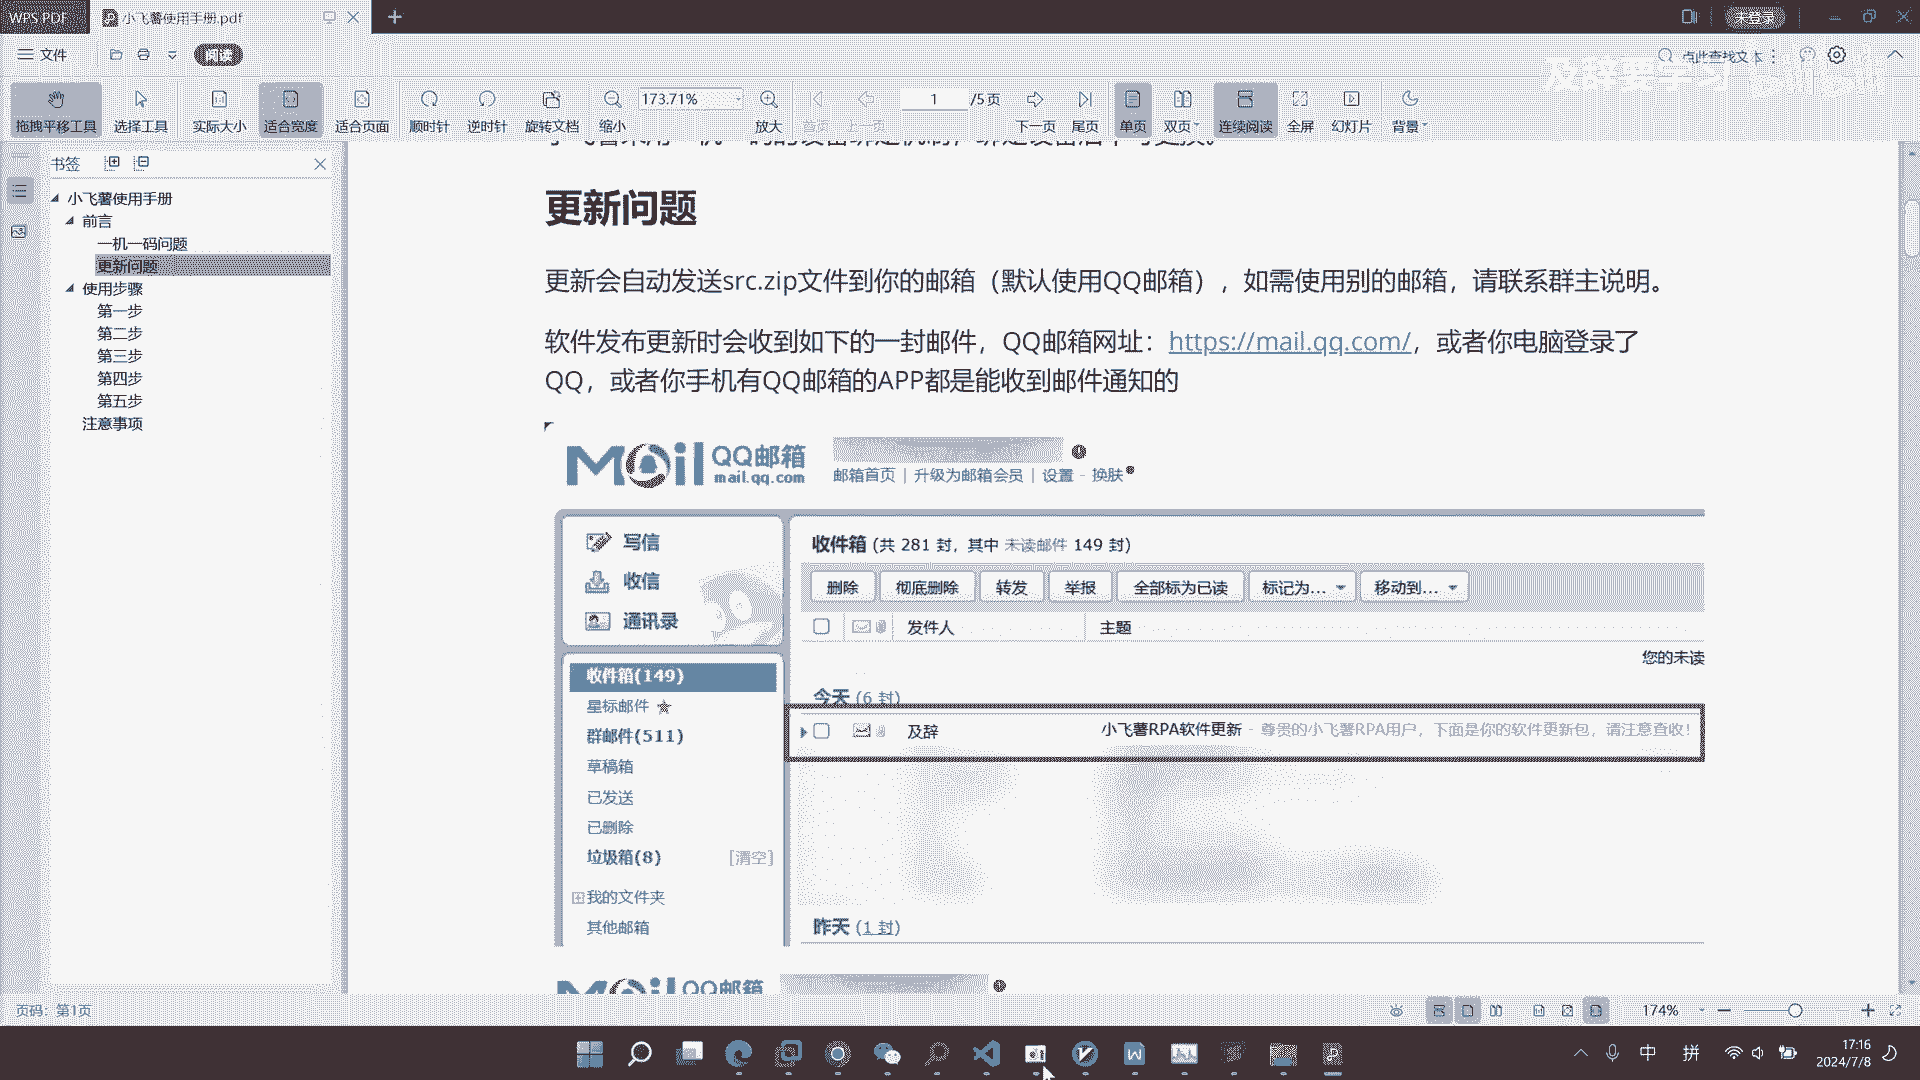 WPS PDF
小飞薯使用手册.pdf
未登录
文件
阅读
点此查找文本
及辞要学习
拖拽平移工具
选择工具
实际大小
适合宽度
适合页面
顺时针
逆时针
旋转文档
缩小
173.71%
放大
首页
上一页
1
/5页
下一页
尾页
单页
双页
连续阅读
全屏
幻灯片
背景
书签
小飞薯使用手册
前言
一机一码问题
更新问题
使用步骤
第一步
第二步
第三步
第四步
第五步
注意事项
更新问题
更新会自动发送src.zip文件到你的邮箱（默认使用QQ邮箱），如需使用别的邮箱，请联系群主说明。
软件发布更新时会收到如下的一封邮件，QQ邮箱网址：https://mail.qq.com/，或者你电脑登录了
QQ，或者你手机有QQ邮箱的APP都是能收到邮件通知的
Mail QQ邮箱
mail.qq.com
邮箱首页 | 升级为邮箱会员 | 设置 - 换肤
写信
收信
通讯录
收件箱(149)
星标邮件
群邮件(511)
草稿箱
已发送
已删除
垃圾箱(8) [清空]
我的文件夹
其他邮箱
收件箱 (共 281 封，其中 未读邮件 149 封)
删除
彻底删除
转发
举报
全部标为已读
标记为...
移动到...
发件人
主题
您的未读
今天 (6 封)
及辞
小飞薯RPA软件更新 - 尊贵的小飞薯RPA用户，下面是你的软件更新包，请注意查收！
昨天 (1 封)
Mail QQ邮箱
页码：第1页
174%
中
拼
17:16
2024/7/8